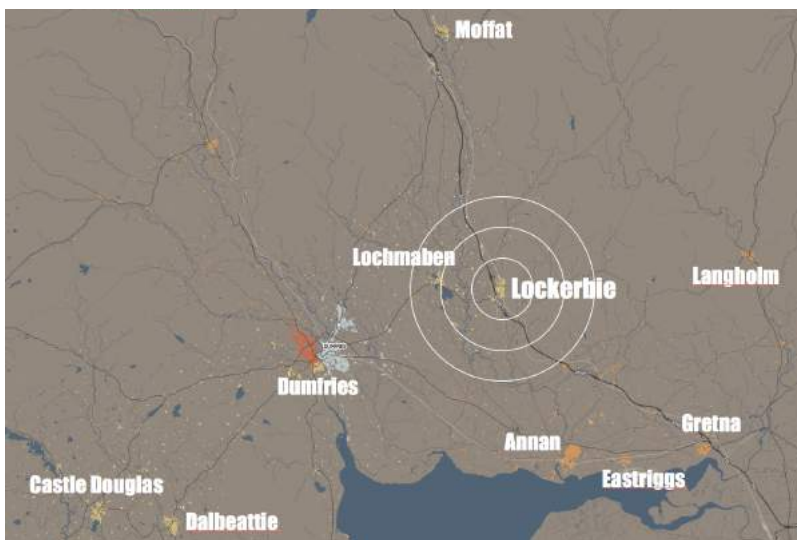 Moffat
Lochmaben
Lockerbie
Langholm
Dumfries
Annan
Gretna
Eastriggs
Castle Douglas
Dalbeattie